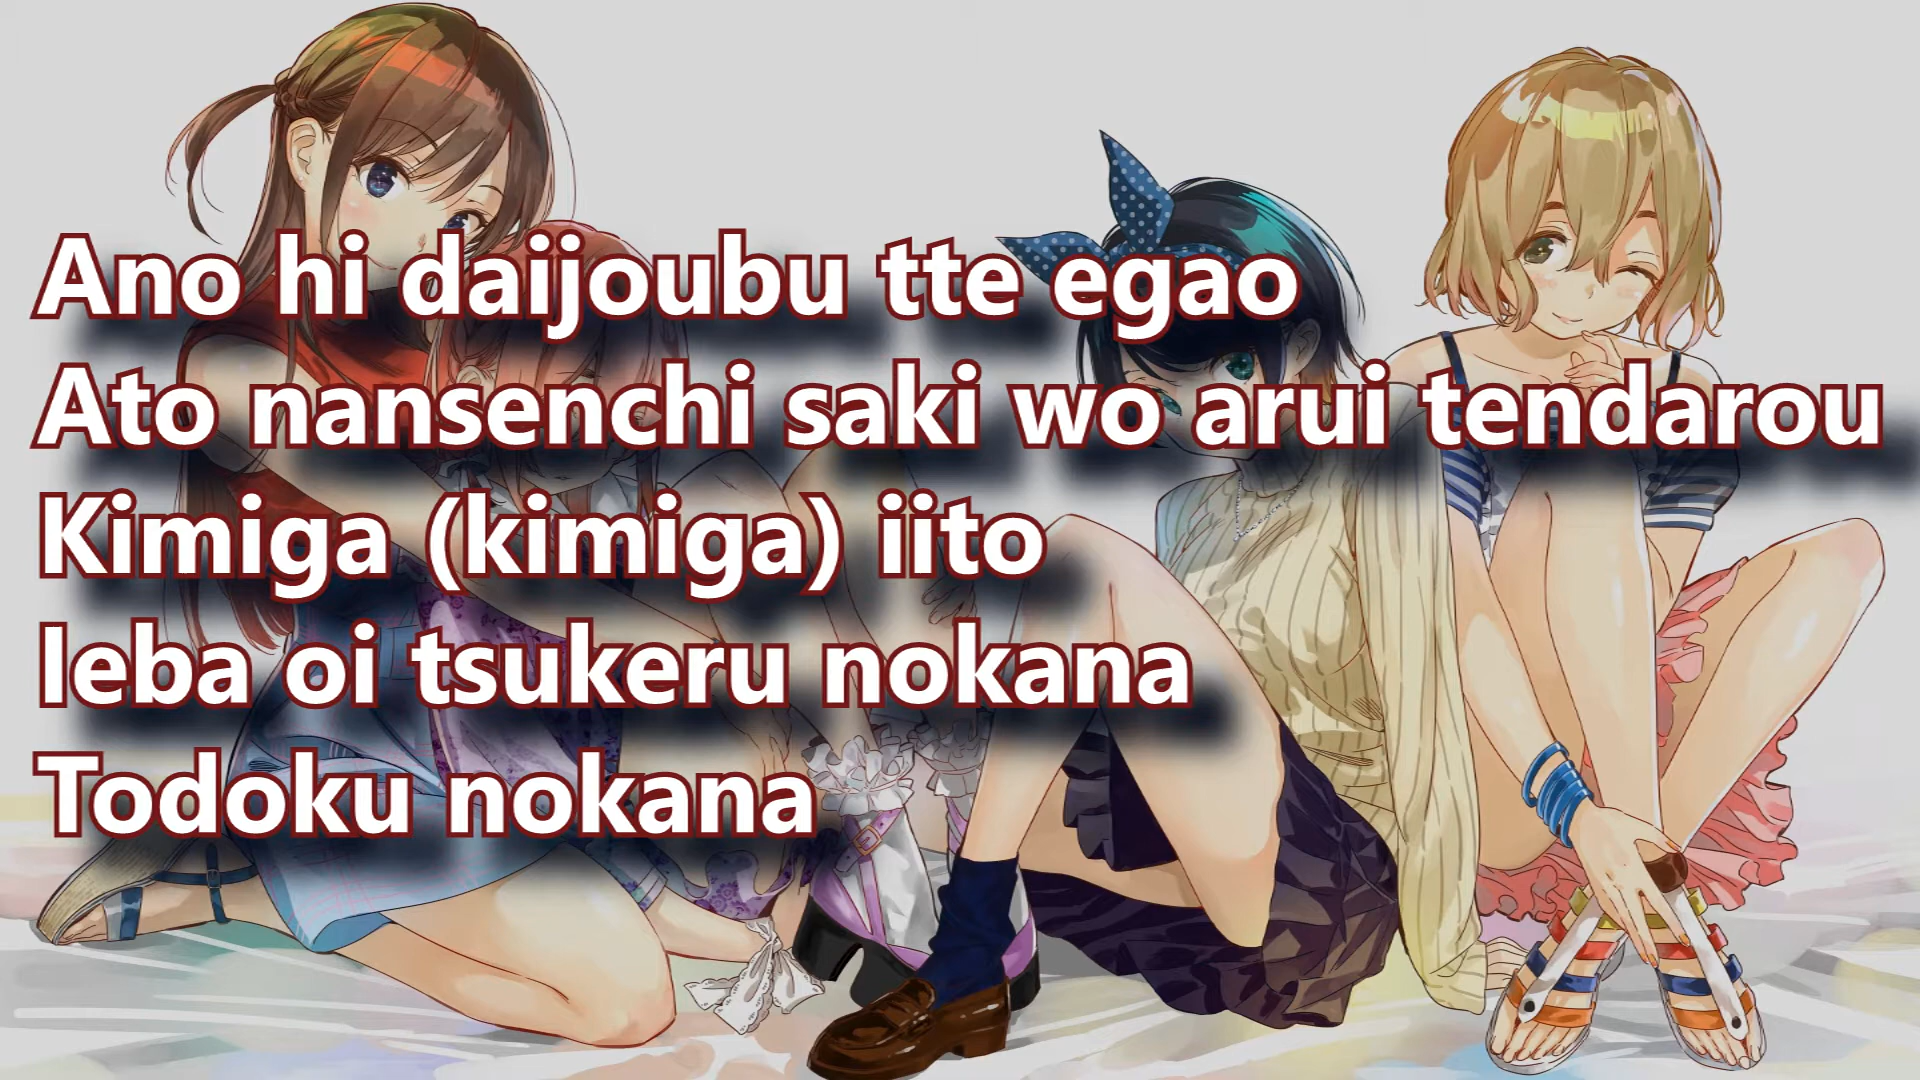 Ano hi daijoubu tte egao
Ato nansenchi saki wo arui tendarou
Kimiga (kimiga) iito
Ieba oi tsukeru nokana
Todoku nokana